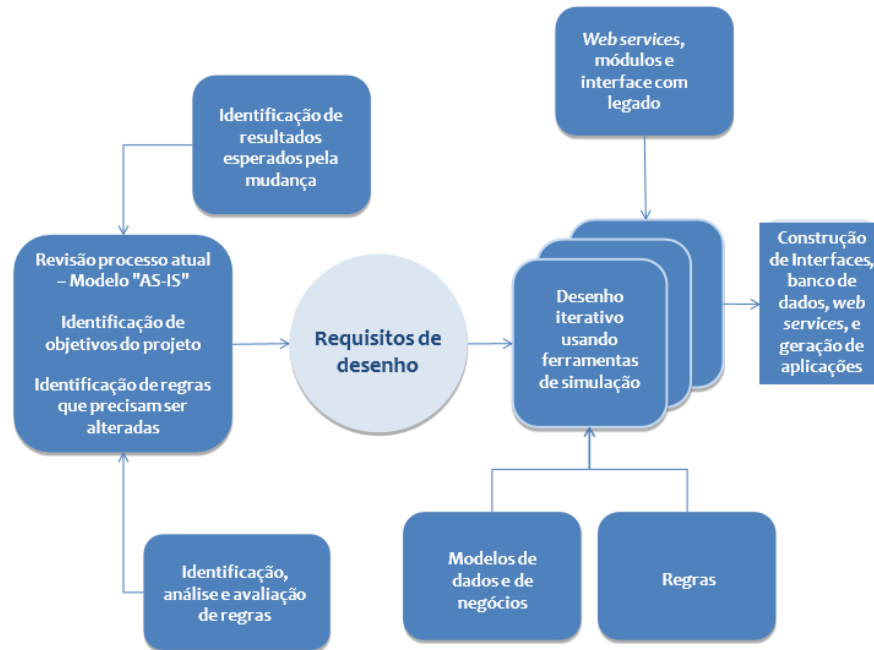 Web services,
módulos e
interface com
legado
Identificação de
resultados
esperados pela
mudança
Revisão processo atual
– Modelo "AS-IS"
Identificação de
objetivos do projeto
Identificação de regras
que precisam ser
alteradas
Requisitos de
desenho
Desenho
iterativo
usando
ferramentas
de simulação
Construção
de Interfaces,
banco de
dados, web
services, e
geração de
aplicações
Identificação,
análise e avaliação
de regras
Modelos de
dados e de
negócios
Regras